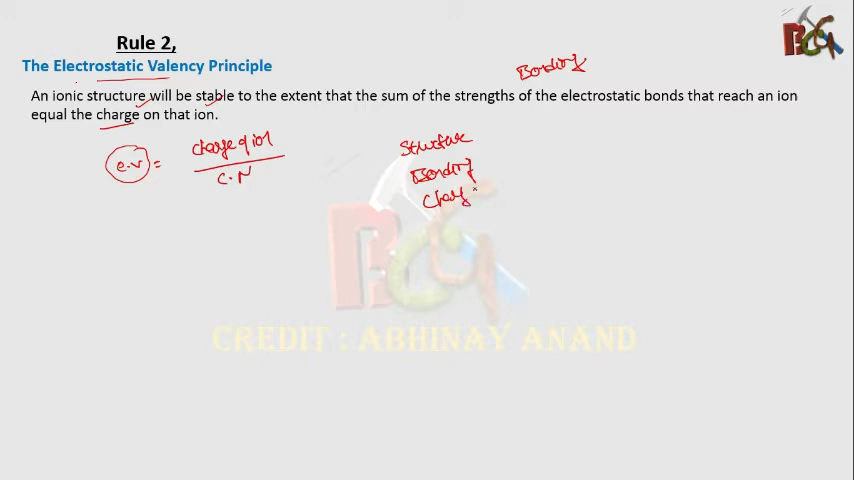 Rule 2,
The Electrostatic Valency Principle
Bonding
An ionic structure will be stable to the extent that the sum of the strengths of the electrostatic bonds that reach an ion
equal the charge on that ion.
e.v = charge of ion
C.N
Structure
Bonding
Charg
CREDIT : ABHINAY ANAND